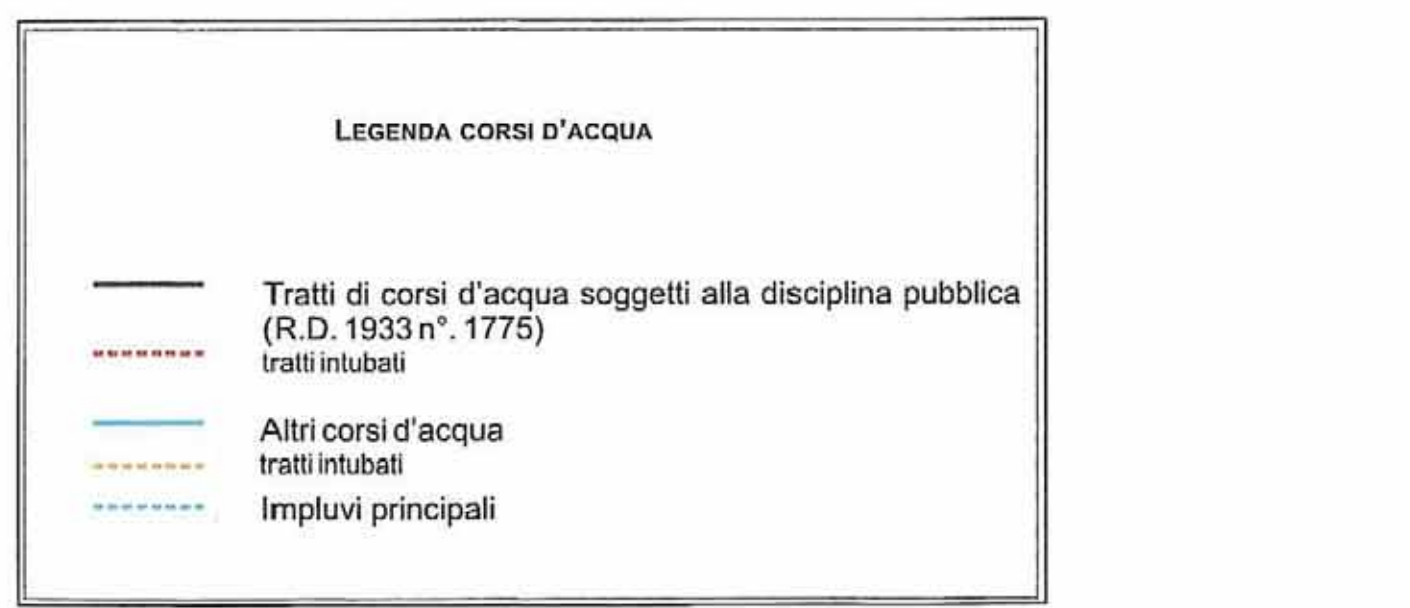 LEGENDA CORSI D'ACQUA
Tratti di corsi d'acqua soggetti alla disciplina pubblica
(R.D. 1933 n°. 1775)
tratti intubati
Altri corsi d'acqua
tratti intubati
Impluvi principali